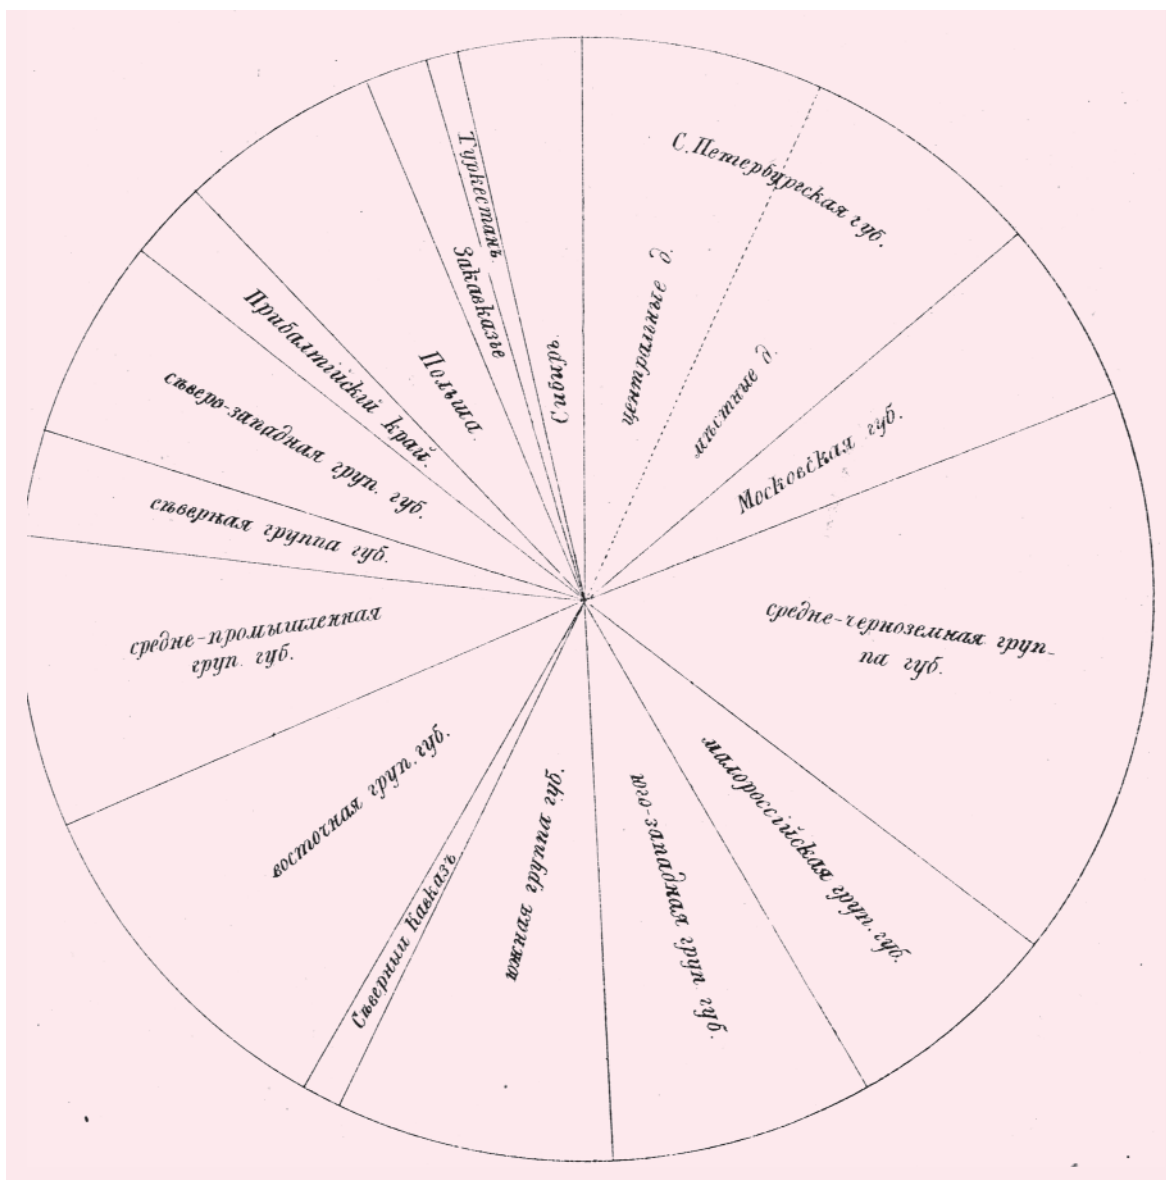 С. Петербургская губ.
центральные д.
мѣстные д.
Московская губ.
средне-черноземная груп-
па губ.
малороссійская груп. губ.
юго-западная груп губ.
южная группа губ.
Сѣверный Кавказъ
восточная груп. губ.
средне-промышленная
груп. губ.
сѣверная группа губ.
сѣверо-западная груп. губ.
Прибалтійскій край.
Польша.
Закавказье
Туркестанъ.
Сибирь.